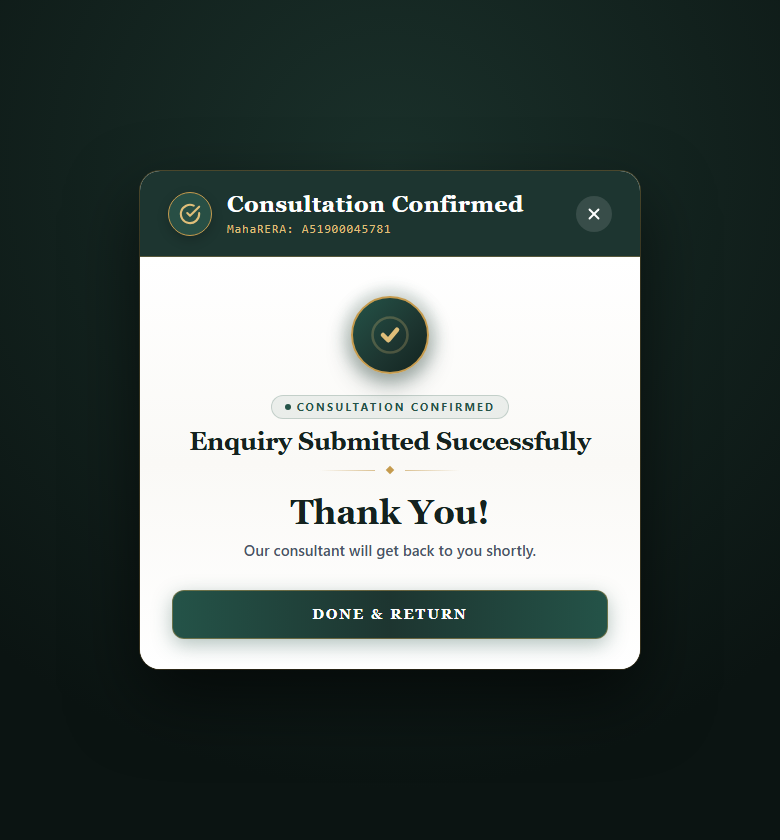 Consultation Confirmed
MahaRERA: A51900045781
CONSULTATION CONFIRMED
Enquiry Submitted Successfully
Thank You!
Our consultant will get back to you shortly.
DONE & RETURN